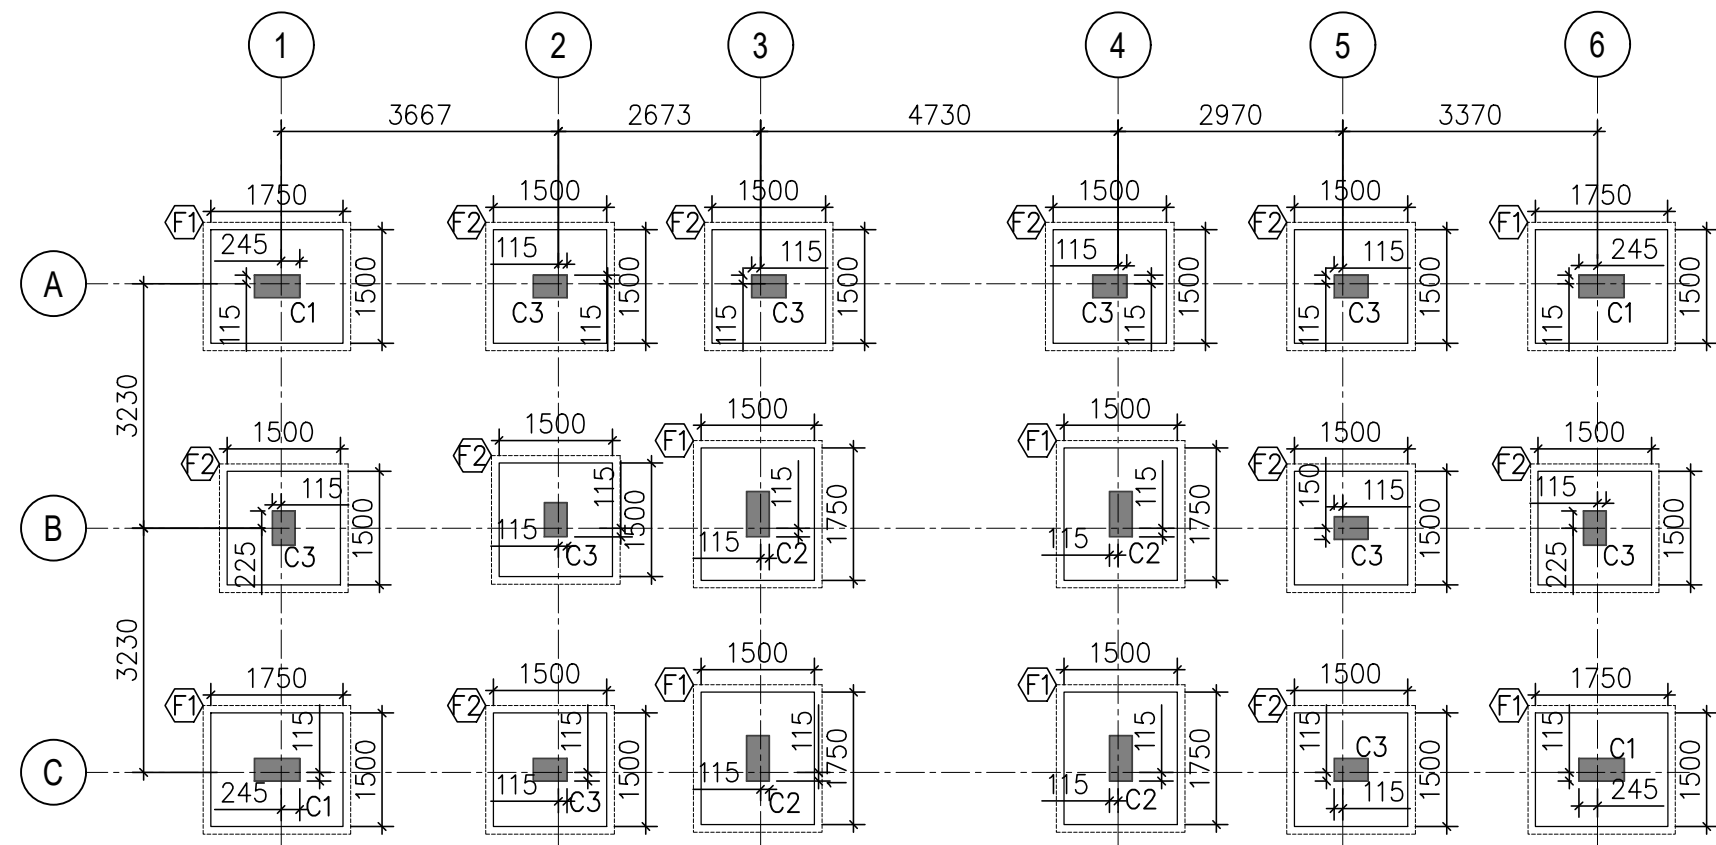 1 2 3 4 5 6
3667 2673 4730 2970 3370
1750 1500 1500 1500 1500 1750
F1 F2 F2 F2 F2 F1
245 115 115 115 115 245
A
1500 1500 1500 1500 1500 1500
115 C1 C3 115 115 C3 C3 115 115 C3 115 C1
3230
1500 1500 1500 1500 1500 1500
F2 F2 F1 F1 F2 F2
115 115 115 115 150 115 115
B
1500 1500 1750 1750 1500 1500
225 C3 115 C3 115 C2 115 C2 C3 225 C3
3230
1750 1500 1500 1500 1500 1750
F1 F2 F1 F1 F2 F1
115 115 115 115 115 C3 115 C1
C
1500 1500 1750 1750 1500 1500
245 C1 115 C3 115 C2 115 C2 115 245